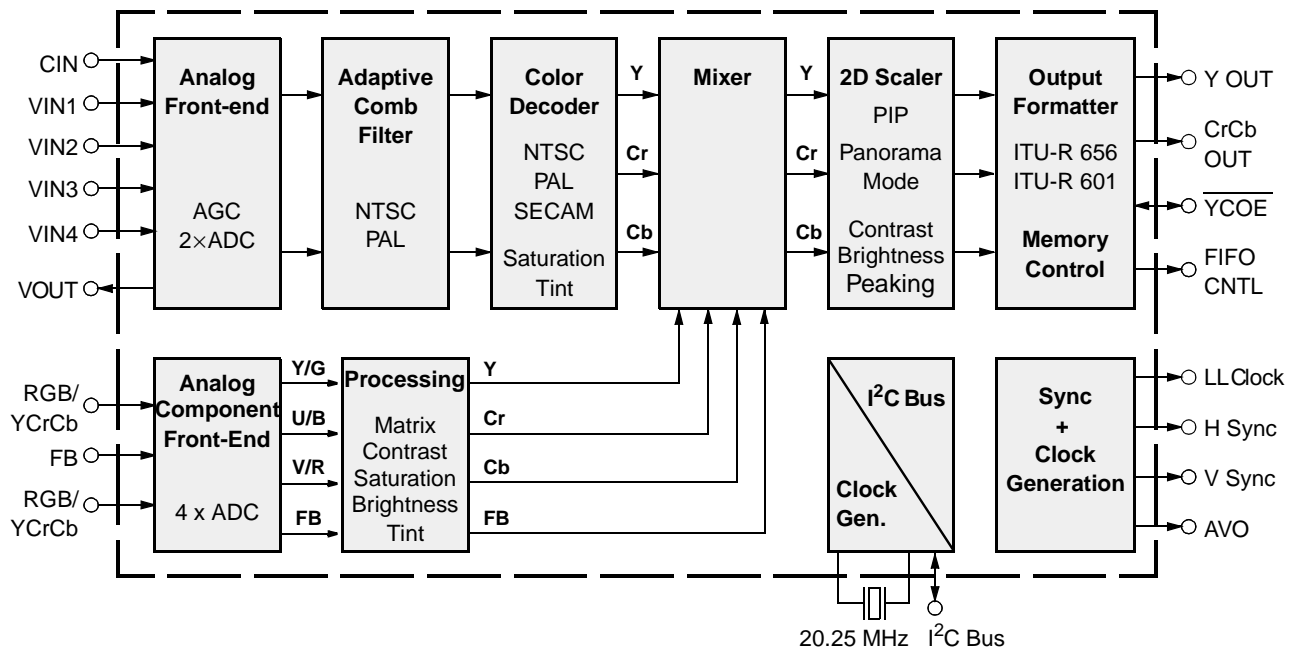 CIN
VIN1
VIN2
VIN3
VIN4
VOUT
Analog
Front-end
AGC
2×ADC
Adaptive
Comb
Filter
NTSC
PAL
Color
Decoder
NTSC
PAL
SECAM
Saturation
Tint
Y
Cr
Cb
Mixer
Y
Cr
Cb
2D Scaler
PIP
Panorama
Mode
Contrast
Brightness
Peaking
Output
Formatter
ITU-R 656
ITU-R 601
Memory
Control
Y OUT
CrCb
OUT
YCOE
FIFO
CNTL
RGB/
YCrCb
FB
RGB/
YCrCb
Analog
Component
Front-End
4 x ADC
Y/G
U/B
V/R
FB
Processing
Matrix
Contrast
Saturation
Brightness
Tint
Y
Cr
Cb
FB
I²C Bus
Clock
Gen.
Sync
+
Clock
Generation
LLClock
H Sync
V Sync
AVO
20.25 MHz
I²C Bus